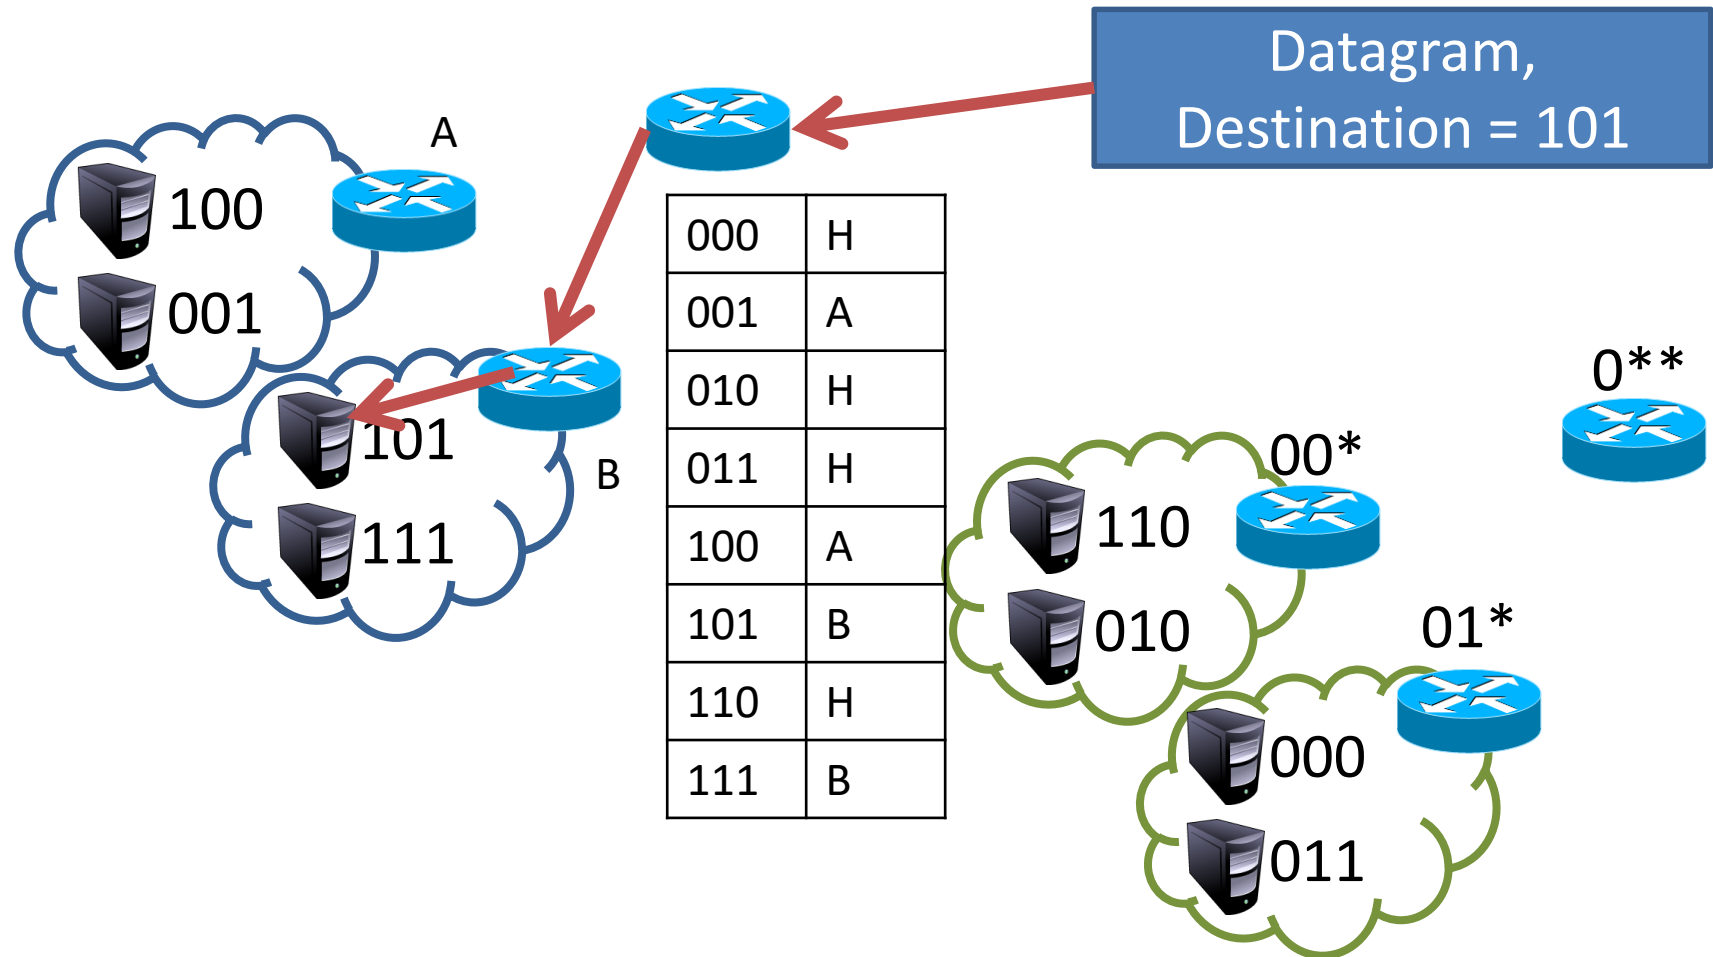 Datagram,
Destination = 101
A
100
001
101
111
B
000 H
001 A
010 H
011 H
100 A
101 B
110 H
111 B
0**
00*
110
010
01*
000
011